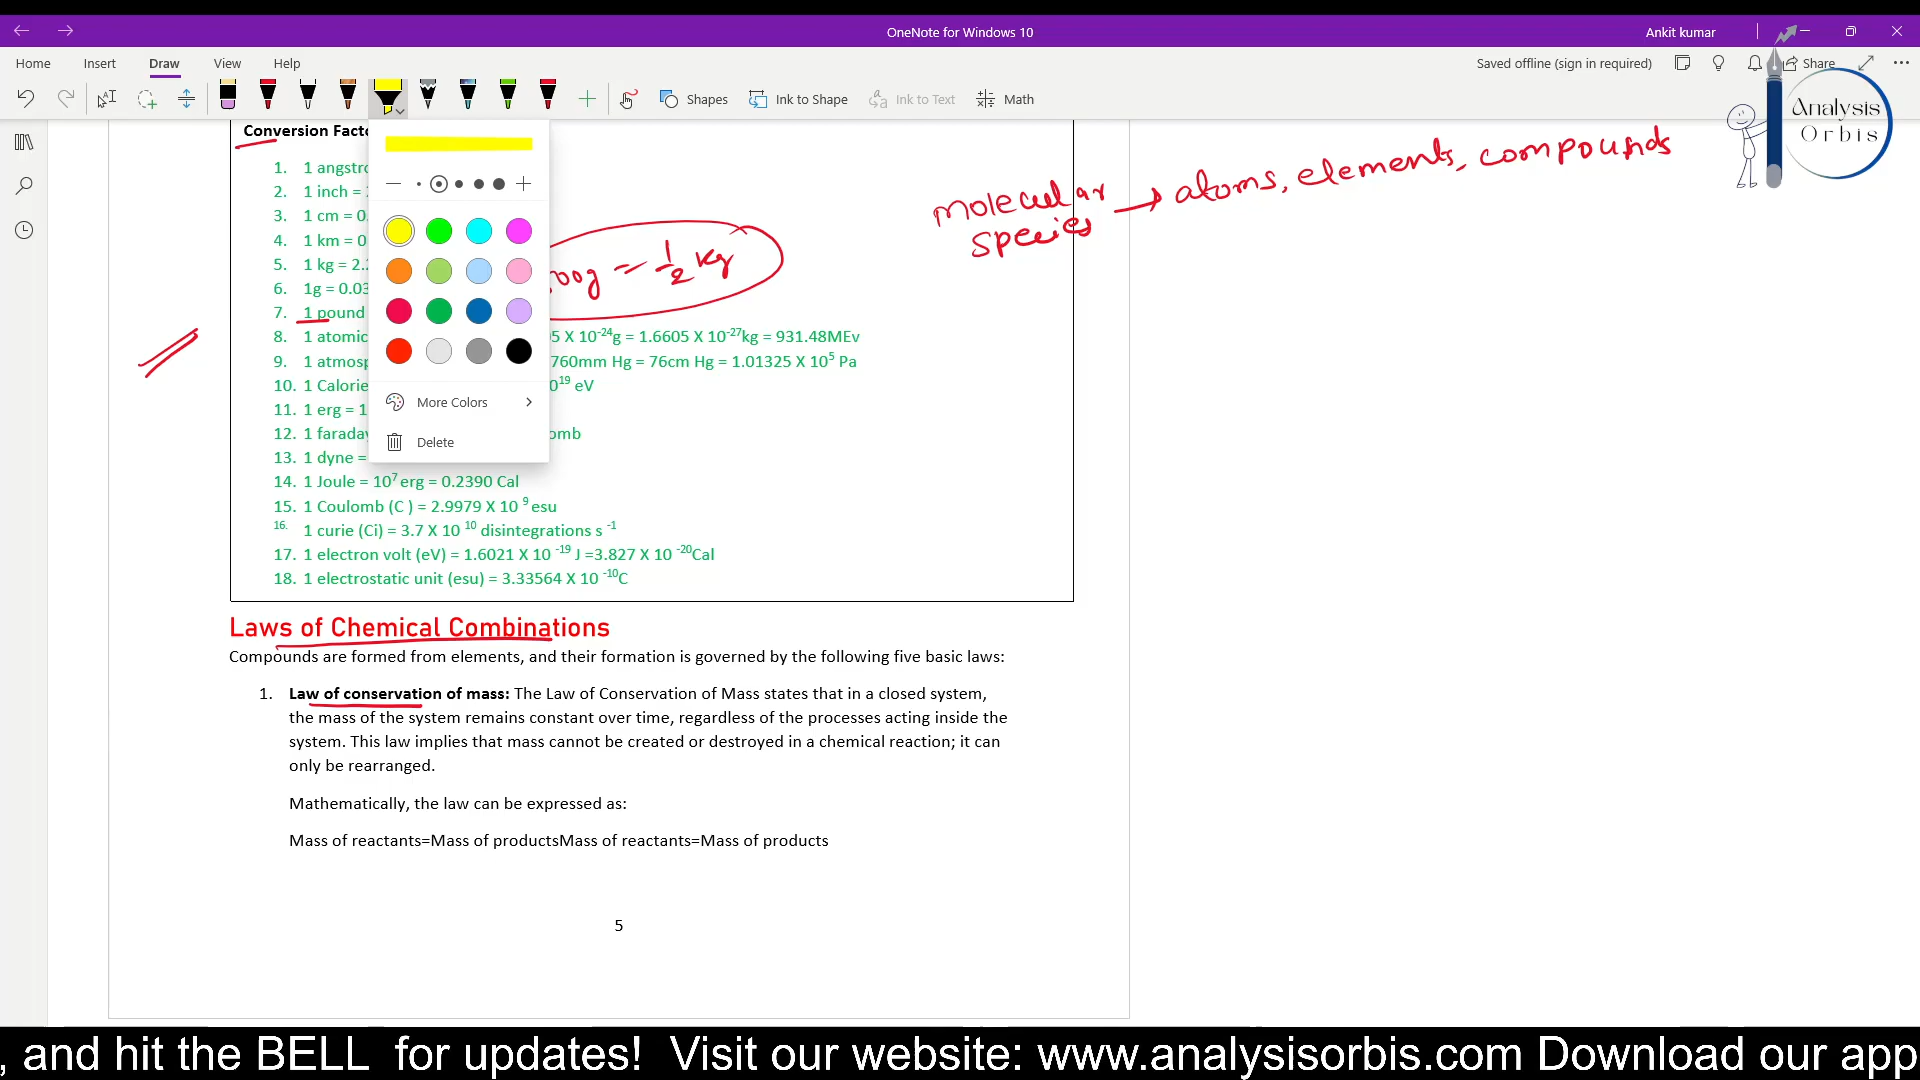 OneNote for Windows 10
Ankit kumar
Home Insert Draw View Help
Saved offline (sign in required)
Share
Shapes
Ink to Shape
Ink to Text
Math
Analysis
Orbis
Conversion Facto
1. 1 angstro
2. 1 inch =
3. 1 cm = 0.
4. 1 km = 0
5. 1 kg = 2.
6. 1g = 0.03
7. 1 pound
8. 1 atomic 5 X 10⁻²⁴g = 1.6605 X 10⁻²⁷kg = 931.48MEv
9. 1 atmosp 760mm Hg = 76cm Hg = 1.01325 X 10⁵ Pa
10. 1 Calorie 0¹⁹ eV
11. 1 erg = 1
12. 1 faraday omb
13. 1 dyne =
14. 1 Joule = 10⁷ erg = 0.2390 Cal
15. 1 Coulomb (C ) = 2.9979 X 10 ⁹ esu
16. 1 curie (Ci) = 3.7 X 10 ¹⁰ disintegrations s ⁻¹
17. 1 electron volt (eV) = 1.6021 X 10 ⁻¹⁹ J =3.827 X 10 ⁻²⁰Cal
18. 1 electrostatic unit (esu) = 3.33564 X 10 ⁻¹⁰C
More Colors
Delete
00g = 1/2 kg
molecular
species → atoms, elements, compounds
Laws of Chemical Combinations
Compounds are formed from elements, and their formation is governed by the following five basic laws:
1. Law of conservation of mass: The Law of Conservation of Mass states that in a closed system,
the mass of the system remains constant over time, regardless of the processes acting inside the
system. This law implies that mass cannot be created or destroyed in a chemical reaction; it can
only be rearranged.
Mathematically, the law can be expressed as:
Mass of reactants=Mass of productsMass of reactants=Mass of products
5
, and hit the BELL for updates! Visit our website: www.analysisorbis.com Download our app